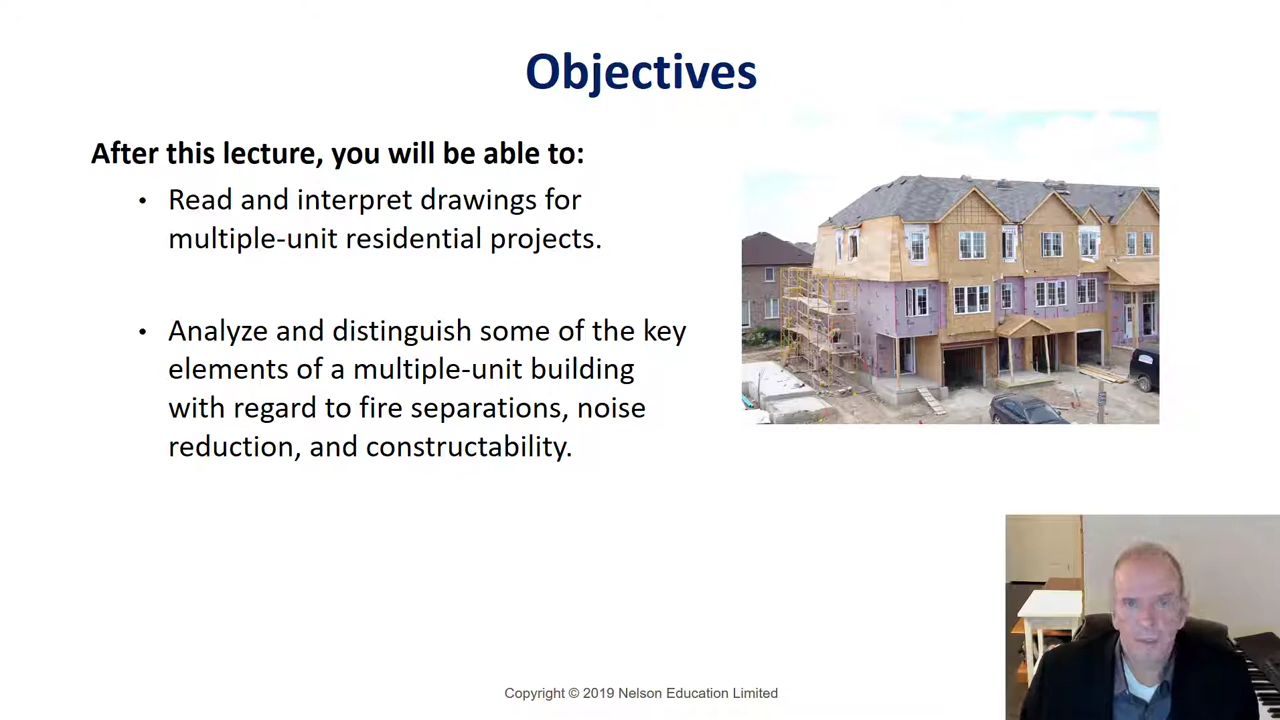 Objectives
After this lecture, you will be able to:
• Read and interpret drawings for
multiple-unit residential projects.
• Analyze and distinguish some of the key
elements of a multiple-unit building
with regard to fire separations, noise
reduction, and constructability.
Copyright © 2019 Nelson Education Limited